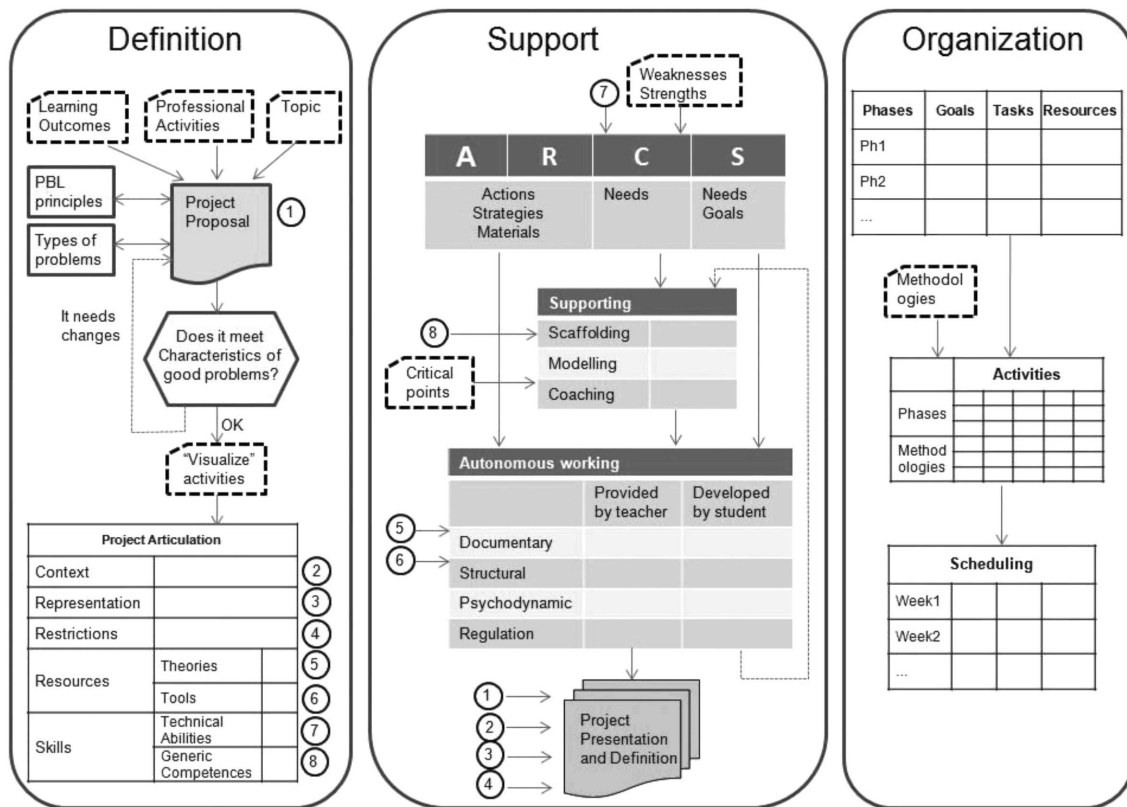 Definition
Learning
Outcomes
Professional
Activities
Topic
PBL
principles
Types of
problems
Project
Proposal
1
It needs
changes
Does it meet
Characteristics of
good problems?
OK
“Visualize”
activities
Project Articulation
Context
2
Representation
3
Restrictions
4
Resources
Theories
5
Tools
6
Skills
Technical
Abilities
7
Generic
Competences
8
Support
7
Weaknesses
Strengths
A R C S
Actions
Strategies
Materials
Needs
Needs
Goals
Supporting
8
Scaffolding
Modelling
Coaching
Critical
points
Autonomous working
Provided
by teacher
Developed
by student
5
Documentary
6
Structural
Psychodynamic
Regulation
1
2
3
4
Project
Presentation
and Definition
Organization
Phases Goals Tasks Resources
Ph1
Ph2
...
Methodol
ogies
Activities
Phases
Method
ologies
Scheduling
Week1
Week2
...